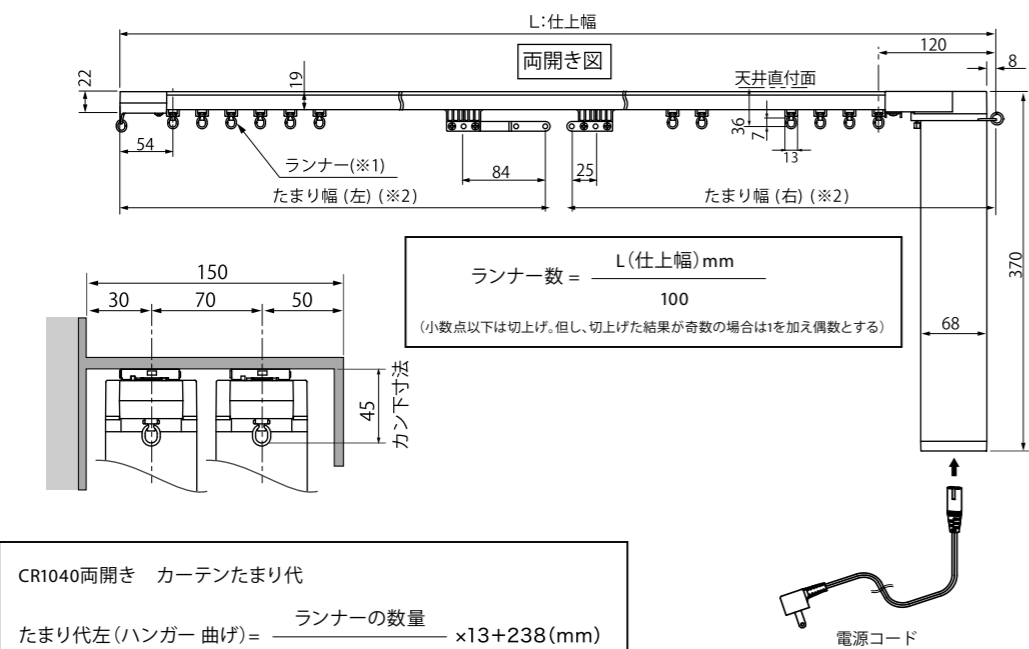 L:仕上幅
両開き図
120
8
22
19
天井直付面
36
7
13
54
ランナー(※1)
84
25
たまり幅 (左) (※2)
たまり幅 (右) (※2)
370
ランナー数 = L(仕上幅)mm
100
(小数点以下は切上げ。但し、切上げた結果が奇数の場合は1を加え偶数とする)
68
150
30
70
50
45
カン下寸法
CR1040両開き カーテンたまり代
ランナーの数量
たまり代左(ハンガー 曲げ)= ×13+238(mm)
電源コード